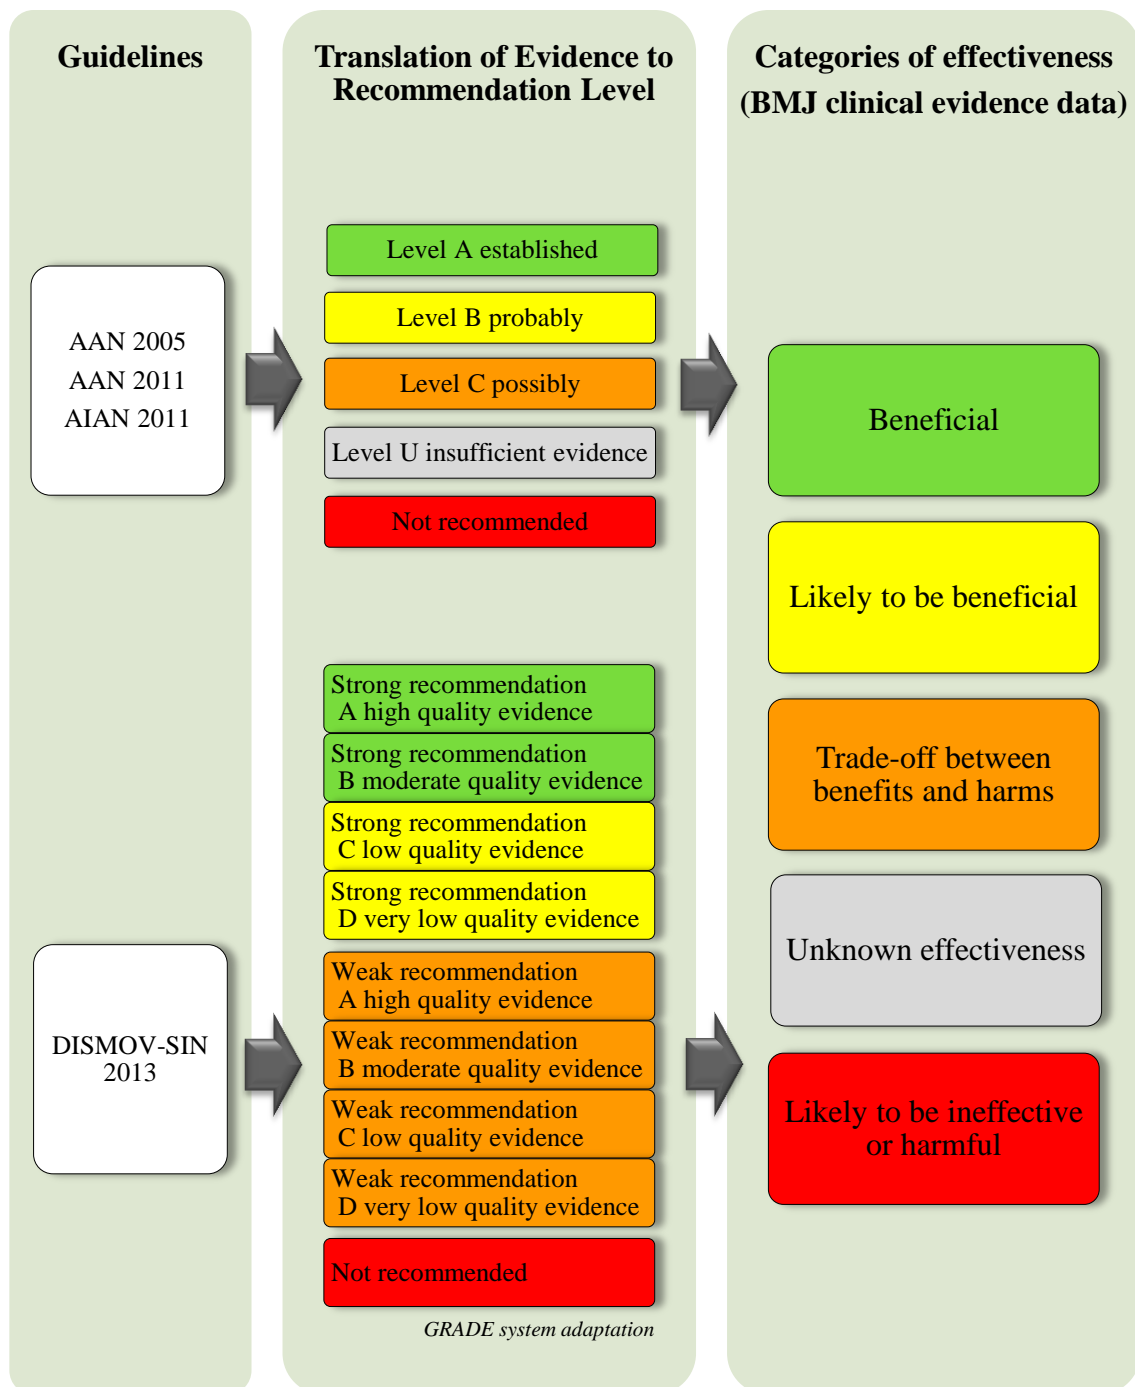 Guidelines
AAN 2005
AAN 2011
AIAN 2011
DISMOV-SIN
2013
Translation of Evidence to
Recommendation Level
Level A established
Level B probably
Level C possibly
Level U insufficient evidence
Not recommended
Strong recommendation
A high quality evidence
Strong recommendation
B moderate quality evidence
Strong recommendation
C low quality evidence
Strong recommendation
D very low quality evidence
Weak recommendation
A high quality evidence
Weak recommendation
B moderate quality evidence
Weak recommendation
C low quality evidence
Weak recommendation
D very low quality evidence
Not recommended
GRADE system adaptation
Categories of effectiveness
(BMJ clinical evidence data)
Beneficial
Likely to be beneficial
Trade-off between
benefits and harms
Unknown effectiveness
Likely to be ineffective
or harmful